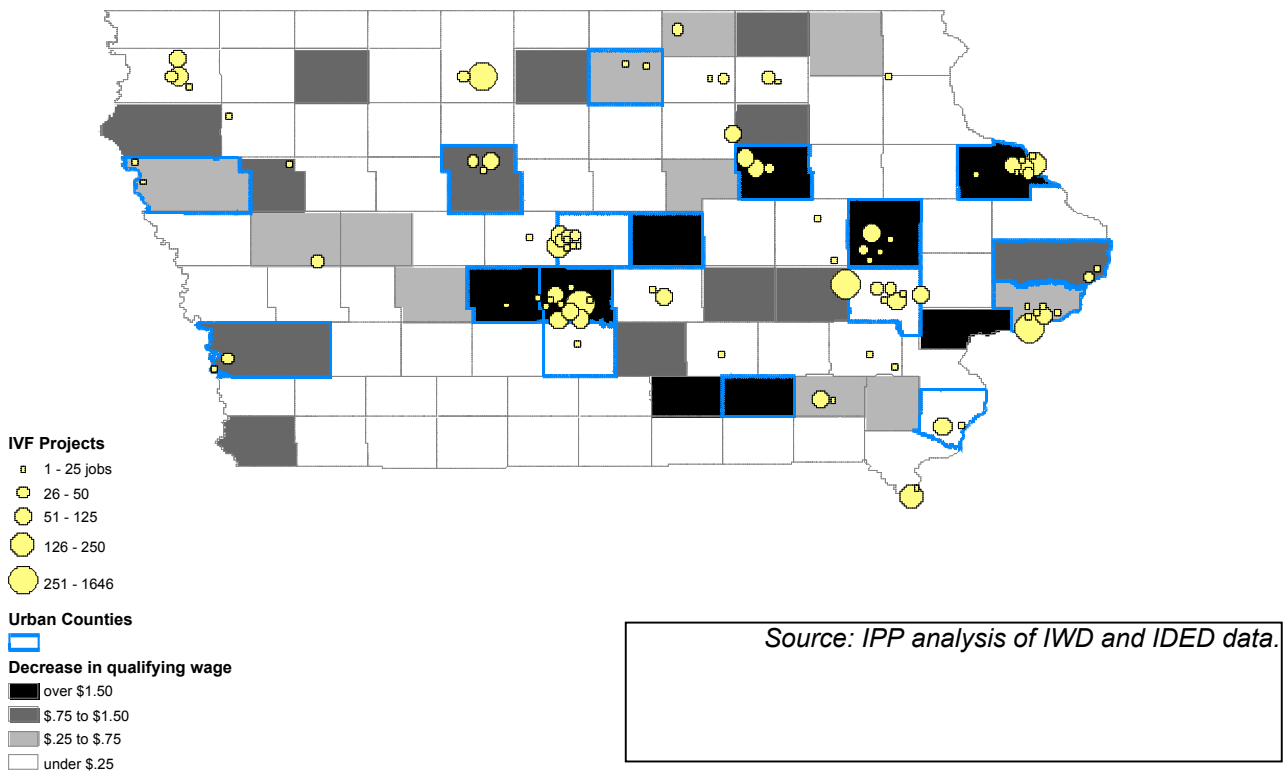 IVF Projects
1 - 25 jobs
26 - 50
51 - 125
126 - 250
251 - 1646
Urban Counties
Decrease in qualifying wage
over $1.50
$.75 to $1.50
$.25 to $.75
under $.25
Source: IPP analysis of IWD and IDED data.